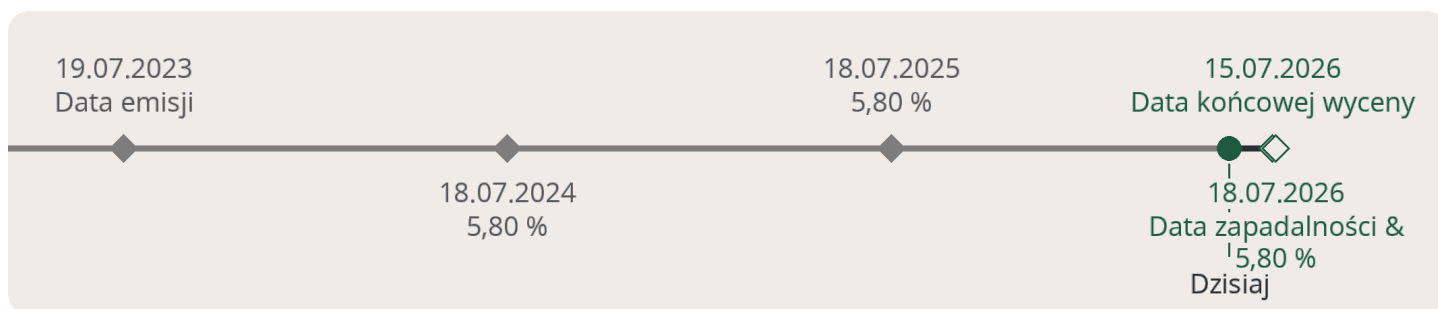 19.07.2023
Data emisji
18.07.2024
5,80 %
18.07.2025
5,80 %
15.07.2026
Data końcowej wyceny
18.07.2026
Data zapadalności &
5,80 %
Dzisiaj